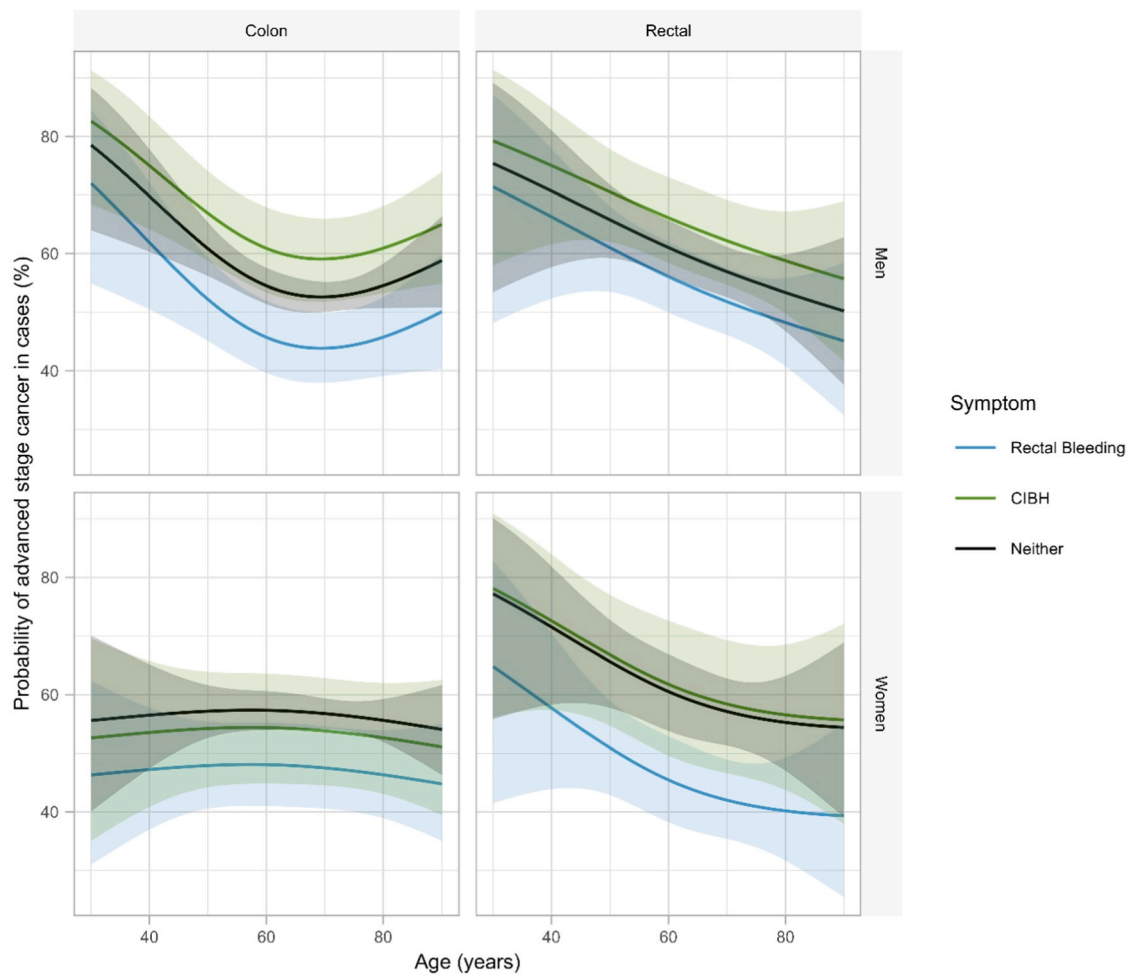 Colon
Rectal
Probability of advanced stage cancer in cases (%)
80
60
40
Men
80
60
40
Women
40
60
80
40
60
80
Age (years)
Symptom
Rectal Bleeding
CIBH
Neither